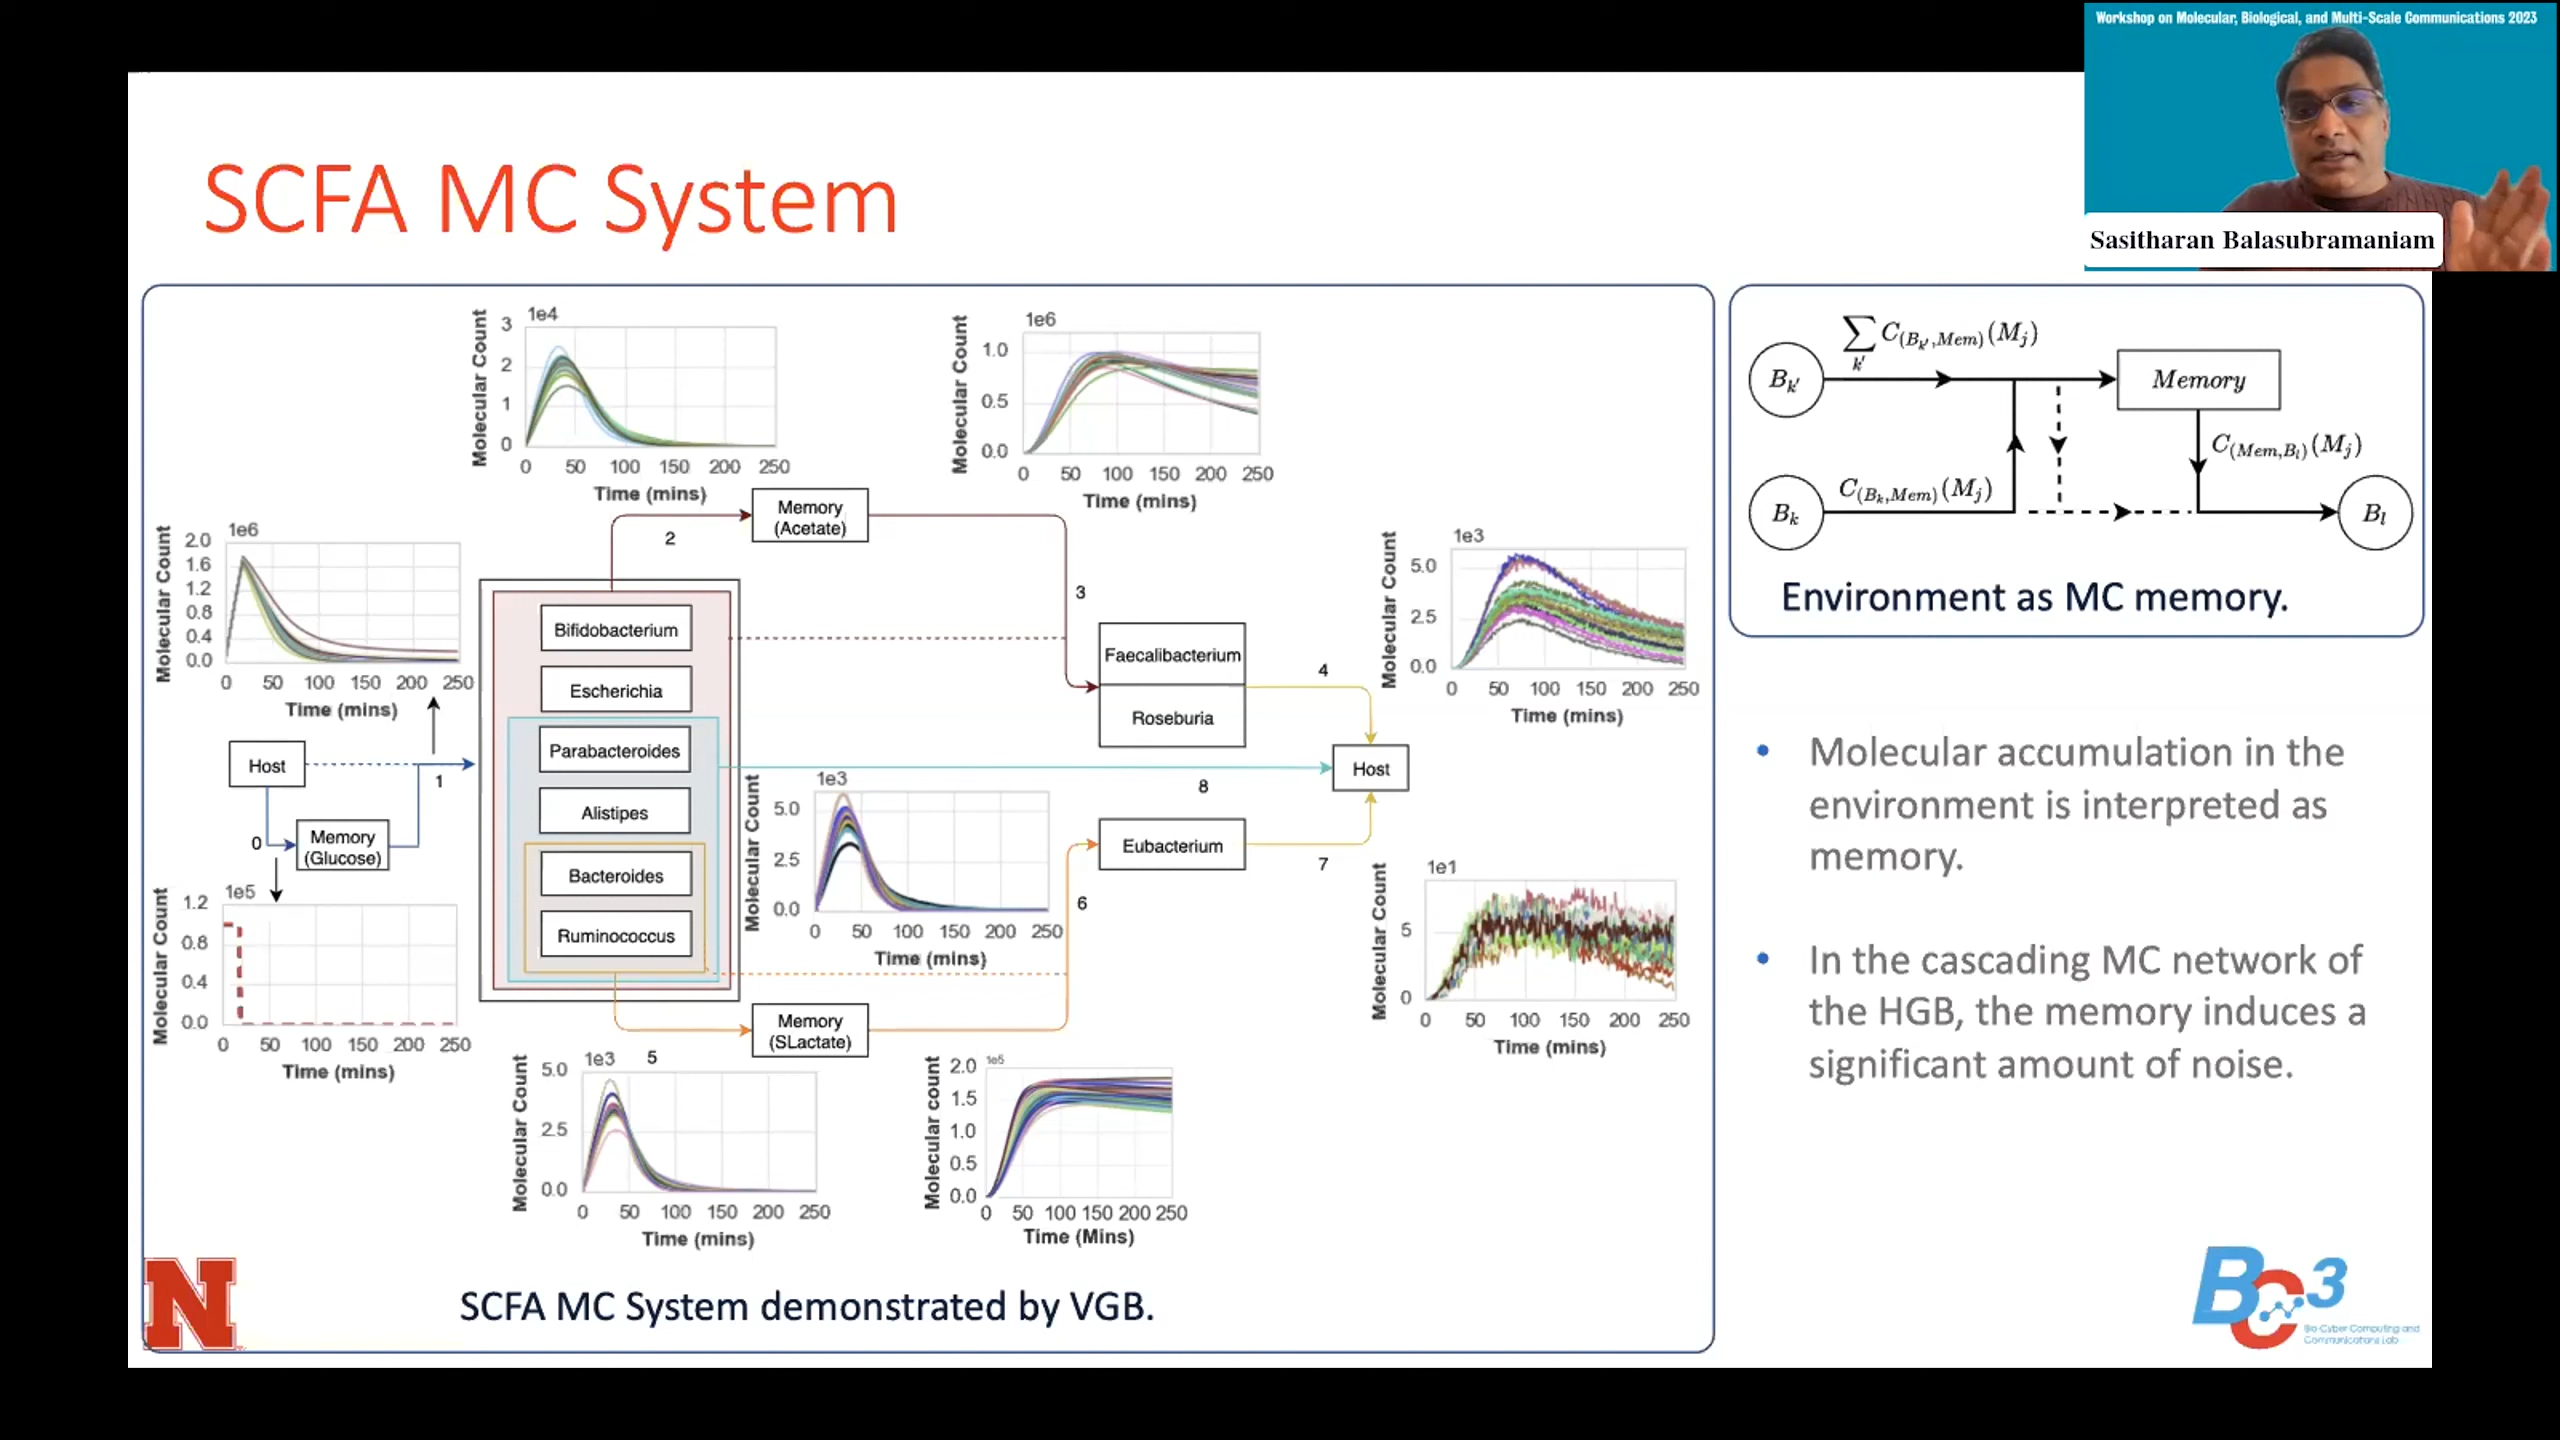 Workshop on Molecular, Biological, and Multi-Scale Communications 2023
Sasitharan Balasubramaniam
SCFA MC System
1e4
Molecular Count
3
2
1
0
0 50 100 150 200 250
Time (mins)
1e6
Molecular Count
1.0
0.5
0.0
0 50 100 150 200 250
Time (mins)
Memory
(Acetate)
2
3
1e6
Molecular Count
2.0
1.6
1.2
0.8
0.4
0.0
0 50 100 150 200 250
Time (mins)
Host
1
0
Memory
(Glucose)
1e5
Molecular Count
1.2
0.8
0.4
0.0
0 50 100 150 200 250
Time (mins)
Bifidobacterium
Escherichia
Parabacteroides
Alistipes
Bacteroides
Ruminococcus
Faecalibacterium
Roseburia
4
1e3
Molecular Count
5.0
2.5
0.0
0 50 100 150 200 250
Time (mins)
Host
8
1e3
Molecular Count
5.0
2.5
0.0
0 50 100 150 200 250
Time (mins)
Eubacterium
7
6
1e1
Molecular Count
5
0
0 50 100 150 200 250
Time (mins)
Memory
(SLactate)
5
1e3
Molecular Count
5.0
2.5
0.0
0 50 100 150 200 250
Time (mins)
1e5
Molecular count
2.0
1.5
1.0
0.5
0.0
0 50 100 150 200 250
Time (Mins)
SCFA MC System demonstrated by VGB.
N
∑k′ C(Bk′,Mem)(Mj)
Bk′
Memory
C(Mem,Bl)(Mj)
C(Bk,Mem)(Mj)
Bk
Bl
Environment as MC memory.
• Molecular accumulation in the
environment is interpreted as
memory.
• In the cascading MC network of
the HGB, the memory induces a
significant amount of noise.
BC3
Bio-Cyber Computing and
Communications Lab